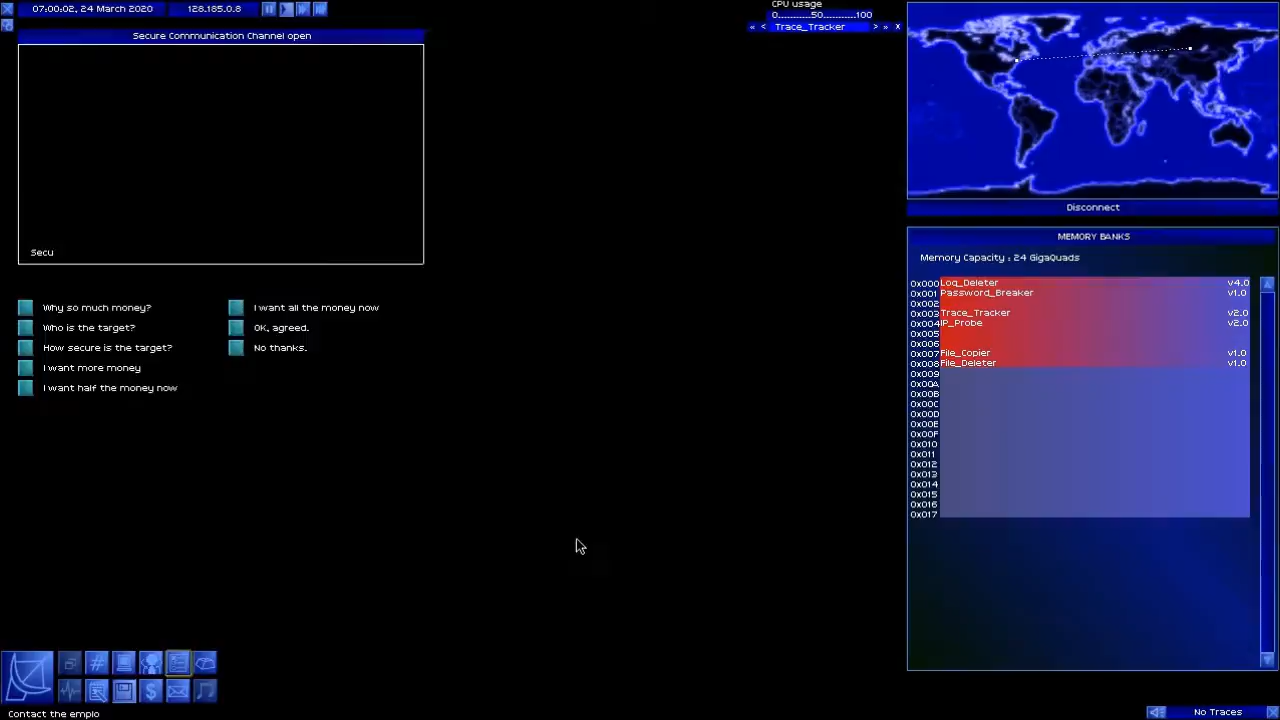 07:00:02, 24 March 2020
128.185.0.8
CPU usage
0..........50..........100
« < Trace_Tracker > » x
Secure Communication Channel open
Secu
Why so much money?
Who is the target?
How secure is the target?
I want more money
I want half the money now
I want all the money now
OK, agreed.
No thanks.
Disconnect
MEMORY BANKS
Memory Capacity : 24 GigaQuads
0x000 Log_Deleter v4.0
0x001 Password_Breaker v1.0
0x002
0x003 Trace_Tracker v2.0
0x004 IP_Probe v2.0
0x005
0x006
0x007 File_Copier v1.0
0x008 File_Deleter v1.0
0x009
0x00A
0x00B
0x00C
0x00D
0x00E
0x00F
0x010
0x011
0x012
0x013
0x014
0x015
0x016
0x017
Contact the emplo
No Traces